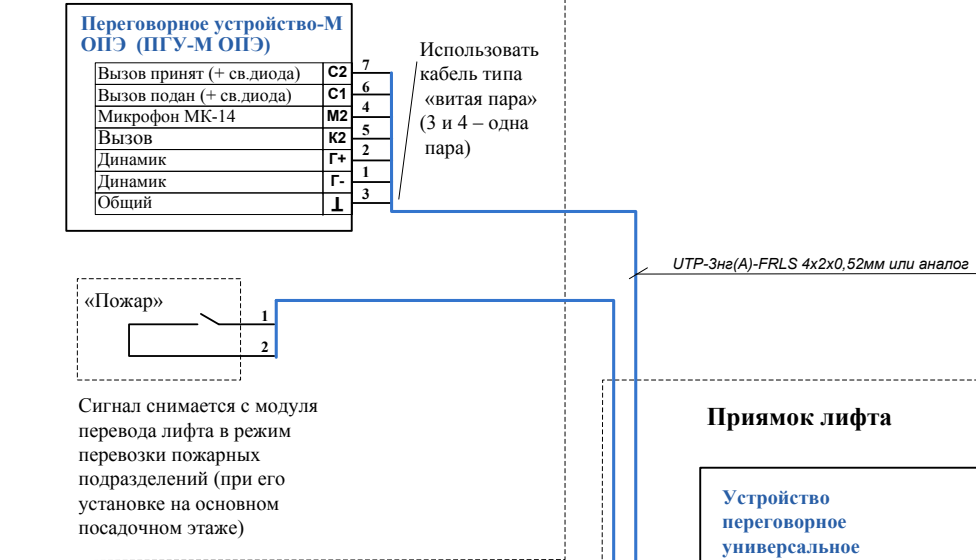 Переговорное устройство-М
ОПЭ (ПГУ-М ОПЭ)
Вызов принят (+ св.диода) С2 7
Вызов подан (+ св.диода) С1 6
Микрофон МК-14 М2 4
Вызов К2 5
Динамик Г+ 2
Динамик Г- 1
Общий ⊥ 3
Использовать
кабель типа
«витая пара»
(3 и 4 – одна
пара)
UTP-3нг(А)-FRLS 4х2х0,52мм или аналог
«Пожар»
1
2
Сигнал снимается с модуля
перевода лифта в режим
перевозки пожарных
подразделений (при его
установке на основном
посадочном этаже)
Приямок лифта
Устройство
переговорное
универсальное